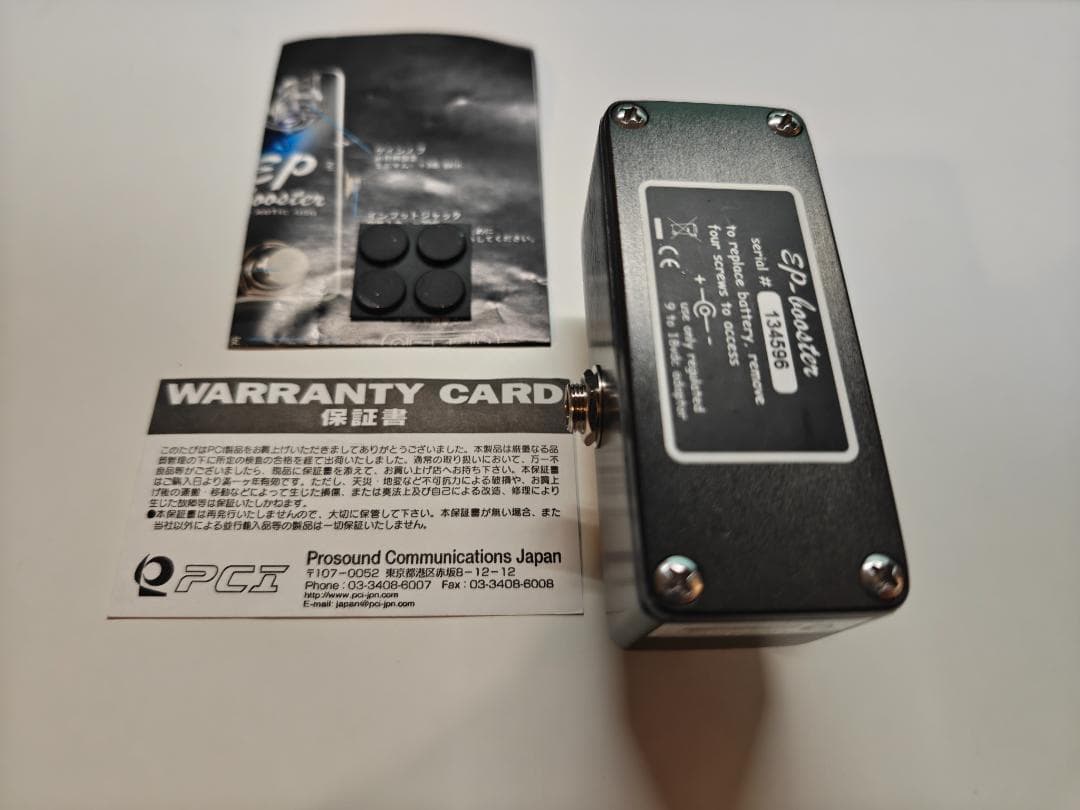 EP
booster
インプットジャック
してください。
WARRANTY CARD
保証書
このたびはPCI製品をお買上げいただきましてありがとうございました。本製品は厳重なる品
質管理の下に所定の検査の合格を経て出荷いたしました。通常の取り扱いにおいて、万一不
良品等がございましたら、現品に保証書を添えて、お買い上げ店へお持ち下さい。本保証書
はご購入日より満一ヶ年有効です。ただし、天災・地変など不可抗力による破損や、お買上
げ後の運搬・移動などによって生じた損傷、または実法上及び自己による改造、修理により
生じた故障等は保証いたしかねます。
●本保証書は再発行いたしませんので、大切に保管して下さい。本保証書が無い場合、また
当社以外による並行輸入品等の製品は一切保証いたしません。
PCI
Prosound Communications Japan
〒107-0052 東京都港区赤坂8-12-12
Phone : 03-3408-6007 Fax : 03-3408-6008
http://www.pci-jpn.com
E-mail: japan@pci-jpn.com
EP-booster
serial # 134596
to replace battery, remove
four screws to access
+ -
use only regulated
9 to 18vdc adapter
CE